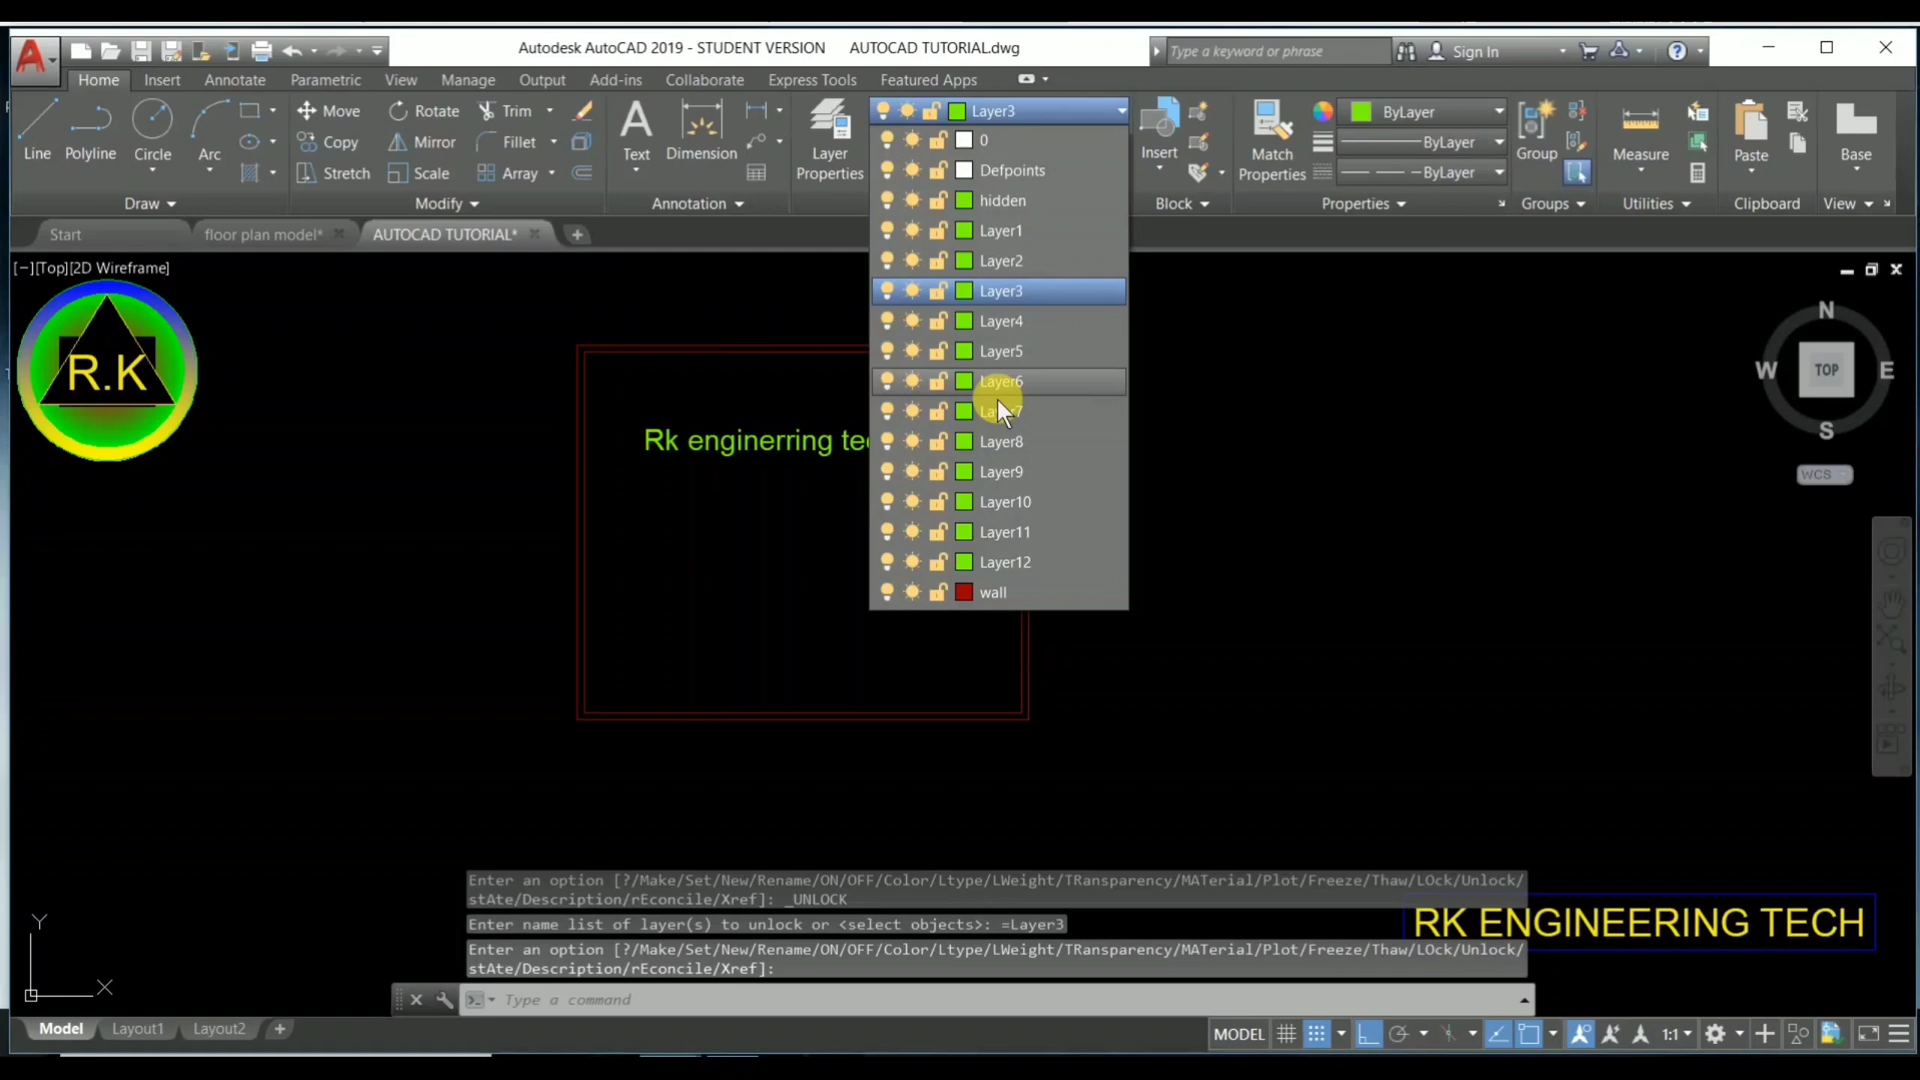 Autodesk AutoCAD 2019 - STUDENT VERSION AUTOCAD TUTORIAL.dwg
Type a keyword or phrase
Sign In
Home Insert Annotate Parametric View Manage Output Add-ins Collaborate Express Tools Featured Apps
Line Polyline Circle Arc
Move Rotate Trim
Copy Mirror Fillet
Stretch Scale Array
Text Dimension
Layer Properties
Insert
Match Properties
ByLayer
ByLayer
ByLayer
Group
Measure
Paste
Base
Draw Modify Annotation Block Properties Groups Utilities Clipboard View
Layer3
0
Defpoints
hidden
Layer1
Layer2
Layer3
Layer4
Layer5
Layer6
Layer7
Layer8
Layer9
Layer10
Layer11
Layer12
wall
Start floor plan model* AUTOCAD TUTORIAL*
[−][Top][2D Wireframe]
R.K
Rk enginerring
N
W TOP E
S
WCS
Enter an option [?/Make/Set/New/Rename/ON/OFF/Color/Ltype/LWeight/TRansparency/MATerial/Plot/Freeze/Thaw/LOck/Unlock/
stAte/Description/rEconcile/Xref]: _UNLOCK
Enter name list of layer(s) to unlock or <select objects>: =Layer3
Enter an option [?/Make/Set/New/Rename/ON/OFF/Color/Ltype/LWeight/TRansparency/MATerial/Plot/Freeze/Thaw/LOck/Unlock/
stAte/Description/rEconcile/Xref]:
RK ENGINEERING TECH
Y
X
Type a command
Model Layout1 Layout2
MODEL 1:1